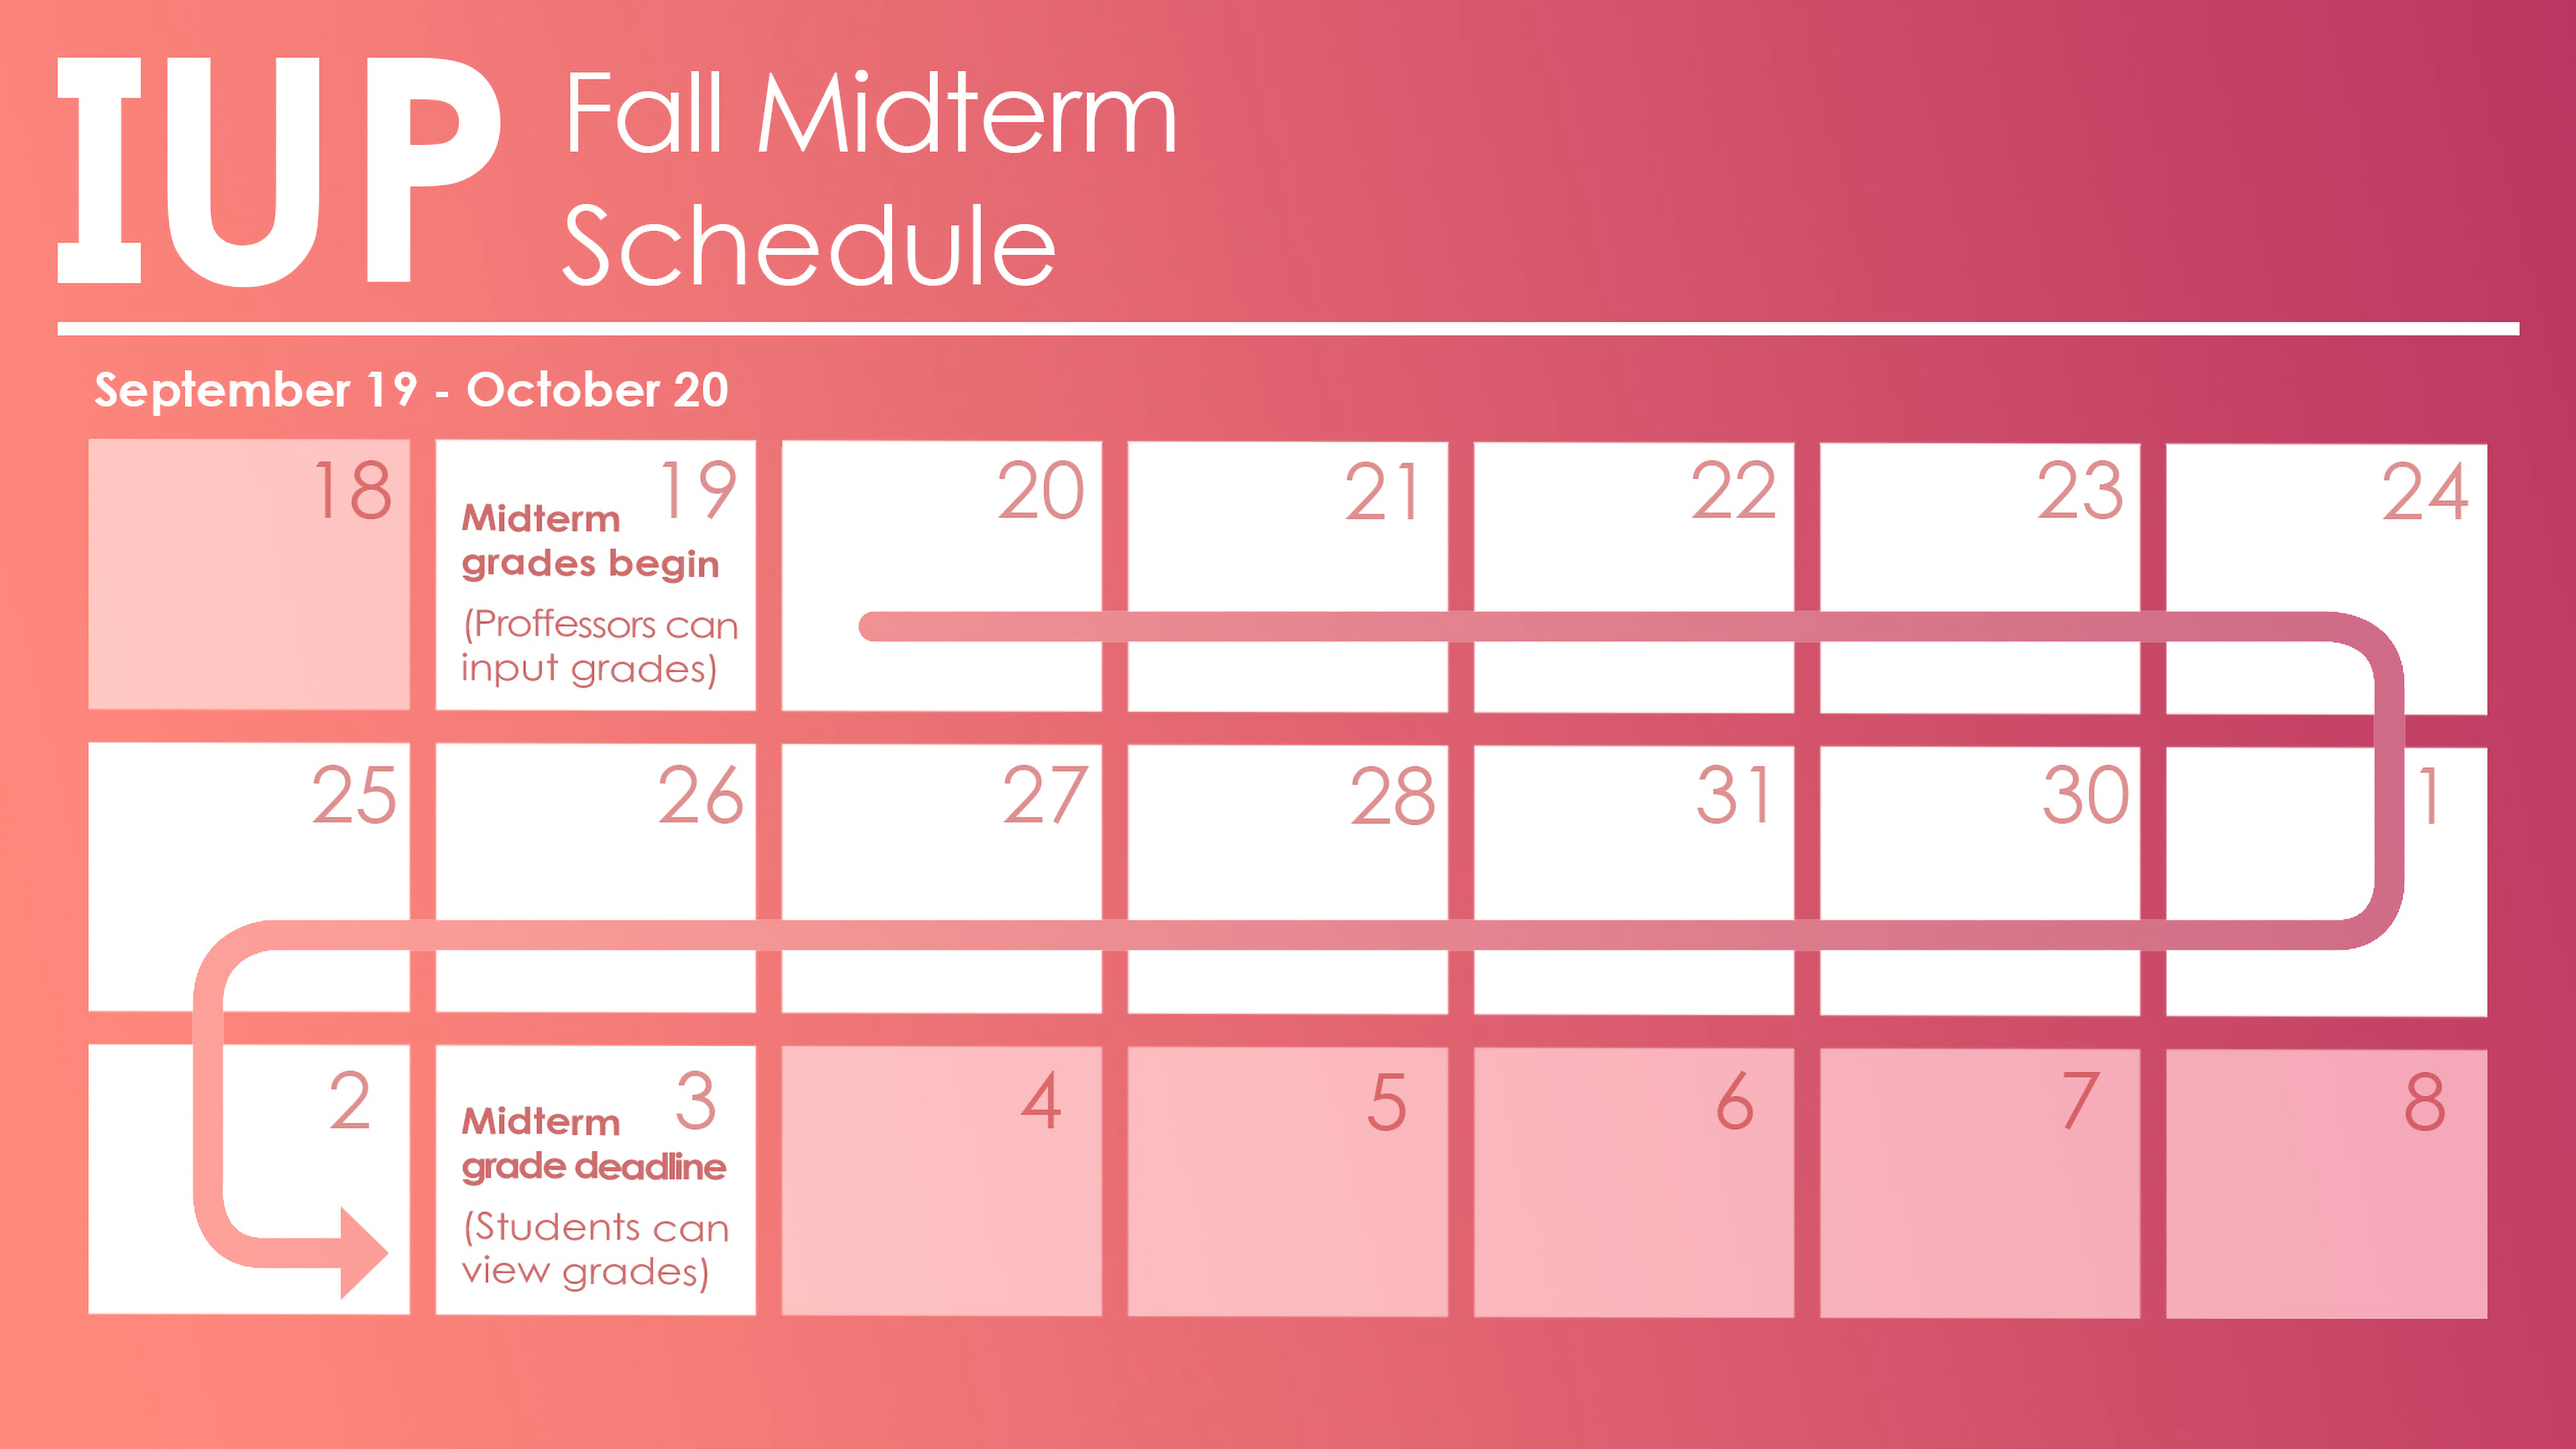 IUP
Fall Midterm
Schedule
September 19 - October 20
18
19
Midterm
grades begin
(Proffessors can
input grades)
20
21
22
23
24
25
26
27
28
31
30
1
2
3
Midterm
grade deadline
(Students can
view grades)
4
5
6
7
8